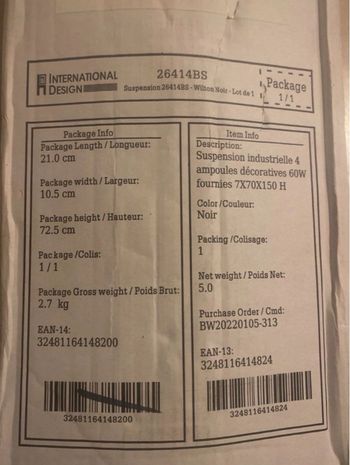 INTERNATIONAL
DESIGN
26414BS
Suspension 26414BS - Wilton Noir - Lot de 1
Package
1/1
Package Info
Package Length / Longueur:
21.0 cm
Package width / Largeur:
10.5 cm
Package height / Hauteur:
72.5 cm
Package /Colis:
1 / 1
Package Gross weight / Poids Brut:
2.7 kg
EAN-14:
32481164148200
32481164148200
Item Info
Description:
Suspension industrielle 4
ampoules décoratives 60W
fournies 7X70X150 H
Color /Couleur:
Noir
Packing /Colisage:
1
Net weight / Poids Net:
5.0
Purchase Order / Cmd:
BW20220105-313
EAN-13:
3248116414824
3248116414824